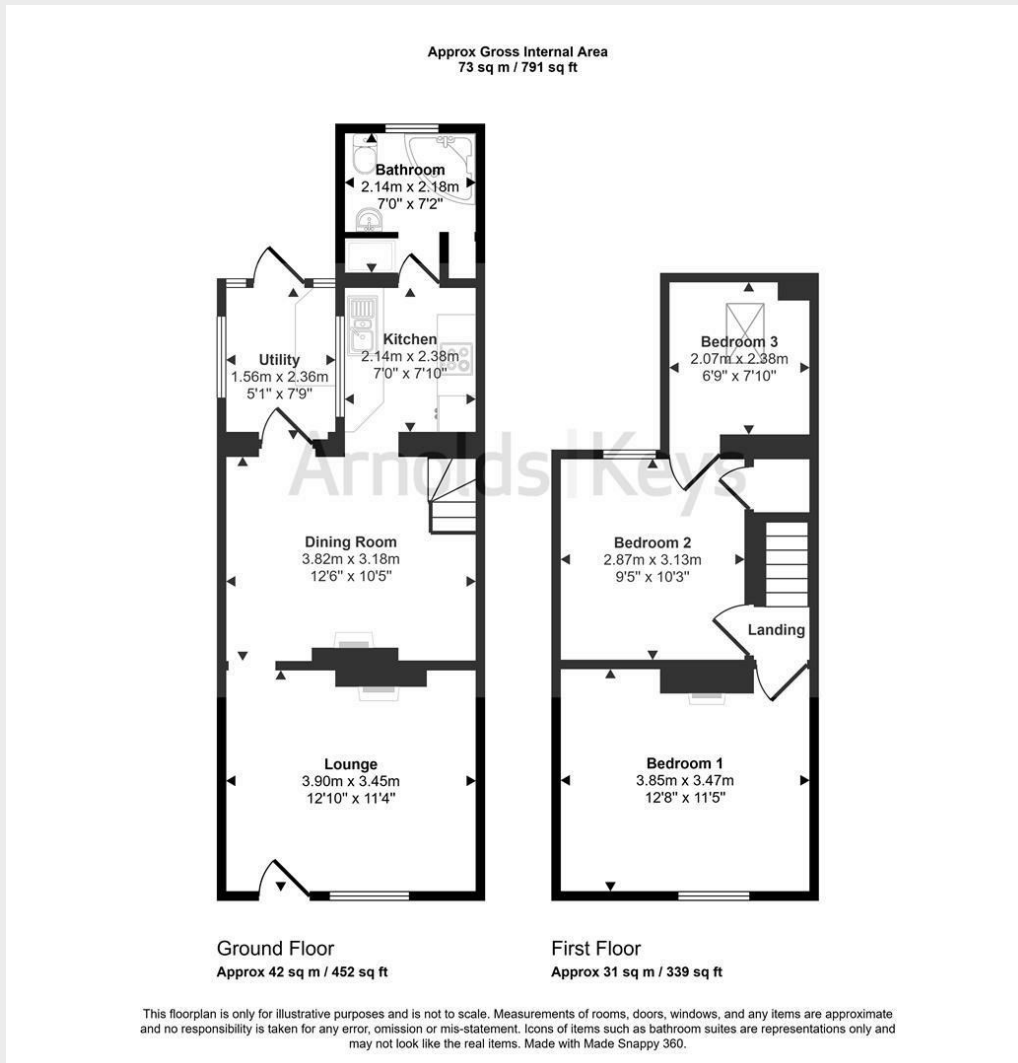 Approx Gross Internal Area
73 sq m / 791 sq ft
Bathroom
2.14m x 2.18m
7'0" x 7'2"
Kitchen
2.14m x 2.38m
7'0" x 7'10"
Utility
1.56m x 2.36m
5'1" x 7'9"
Bedroom 3
2.07m x 2.38m
6'9" x 7'10"
Arnolds|Keys
Dining Room
3.82m x 3.18m
12'6" x 10'5"
Bedroom 2
2.87m x 3.13m
9'5" x 10'3"
Landing
Lounge
3.90m x 3.45m
12'10" x 11'4"
Bedroom 1
3.85m x 3.47m
12'8" x 11'5"
Ground Floor
Approx 42 sq m / 452 sq ft
First Floor
Approx 31 sq m / 339 sq ft
This floorplan is only for illustrative purposes and is not to scale. Measurements of rooms, doors, windows, and any items are approximate
and no responsibility is taken for any error, omission or mis-statement. Icons of items such as bathroom suites are representations only and
may not look like the real items. Made with Made Snappy 360.